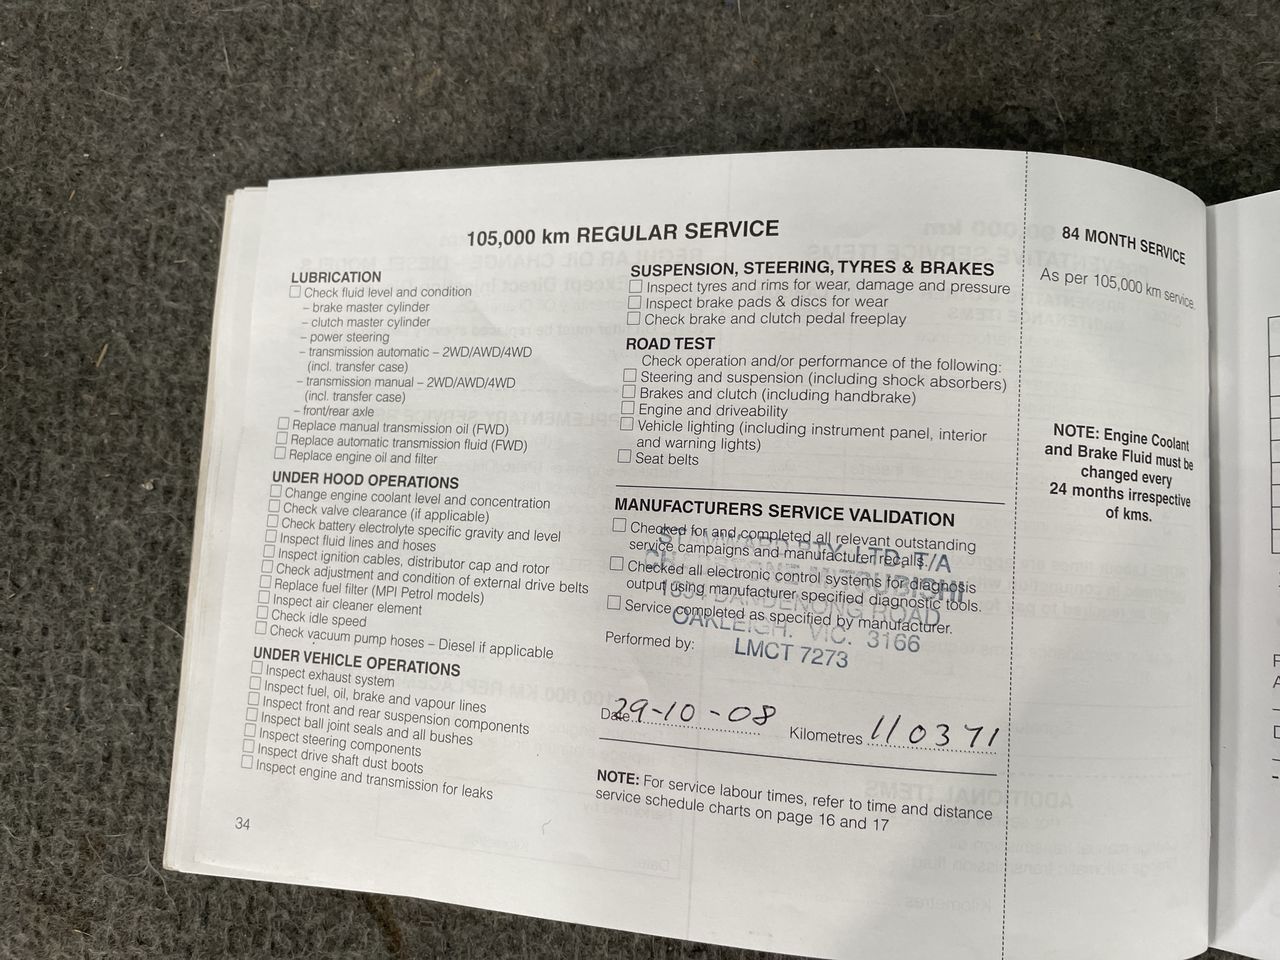 105,000 km REGULAR SERVICE
LUBRICATION
☐ Check fluid level and condition
– brake master cylinder
– clutch master cylinder
– power steering
– transmission automatic – 2WD/AWD/4WD
(incl. transfer case)
– transmission manual – 2WD/AWD/4WD
(incl. transfer case)
– front/rear axle
☐ Replace manual transmission oil (FWD)
☐ Replace automatic transmission fluid (FWD)
☐ Replace engine oil and filter
UNDER HOOD OPERATIONS
☐ Change engine coolant level and concentration
☐ Check valve clearance (if applicable)
☐ Check battery electrolyte specific gravity and level
☐ Inspect fluid lines and hoses
☐ Inspect ignition cables, distributor cap and rotor
☐ Check adjustment and condition of external drive belts
☐ Replace fuel filter (MPI Petrol models)
☐ Inspect air cleaner element
☐ Check idle speed
☐ Check vacuum pump hoses – Diesel if applicable
UNDER VEHICLE OPERATIONS
☐ Inspect exhaust system
☐ Inspect fuel, oil, brake and vapour lines
☐ Inspect front and rear suspension components
☐ Inspect ball joint seals and all bushes
☐ Inspect steering components
☐ Inspect drive shaft dust boots
☐ Inspect engine and transmission for leaks
34
SUSPENSION, STEERING, TYRES & BRAKES
☐ Inspect tyres and rims for wear, damage and pressure
☐ Inspect brake pads & discs for wear
☐ Check brake and clutch pedal freeplay
ROAD TEST
Check operation and/or performance of the following:
☐ Steering and suspension (including shock absorbers)
☐ Brakes and clutch (including handbrake)
☐ Engine and driveability
☐ Vehicle lighting (including instrument panel, interior
and warning lights)
☐ Seat belts
MANUFACTURERS SERVICE VALIDATION
☐ Checked for and completed all relevant outstanding
service campaigns and manufacturer recalls.
☐ Checked all electronic control systems for diagnosis
output using manufacturer specified diagnostic tools.
☐ Service completed as specified by manufacturer.
PTY. LTD. T/A
MITSUBISHI
DANDENONG ROAD
OAKLEIGH. VIC. 3166
LMCT 7273
Performed by:
Date 29-10-08
Kilometres 110371
NOTE: For service labour times, refer to time and distance
service schedule charts on page 16 and 17
84 MONTH SERVICE
As per 105,000 km service
NOTE: Engine Coolant
and Brake Fluid must be
changed every
24 months irrespective
of kms.